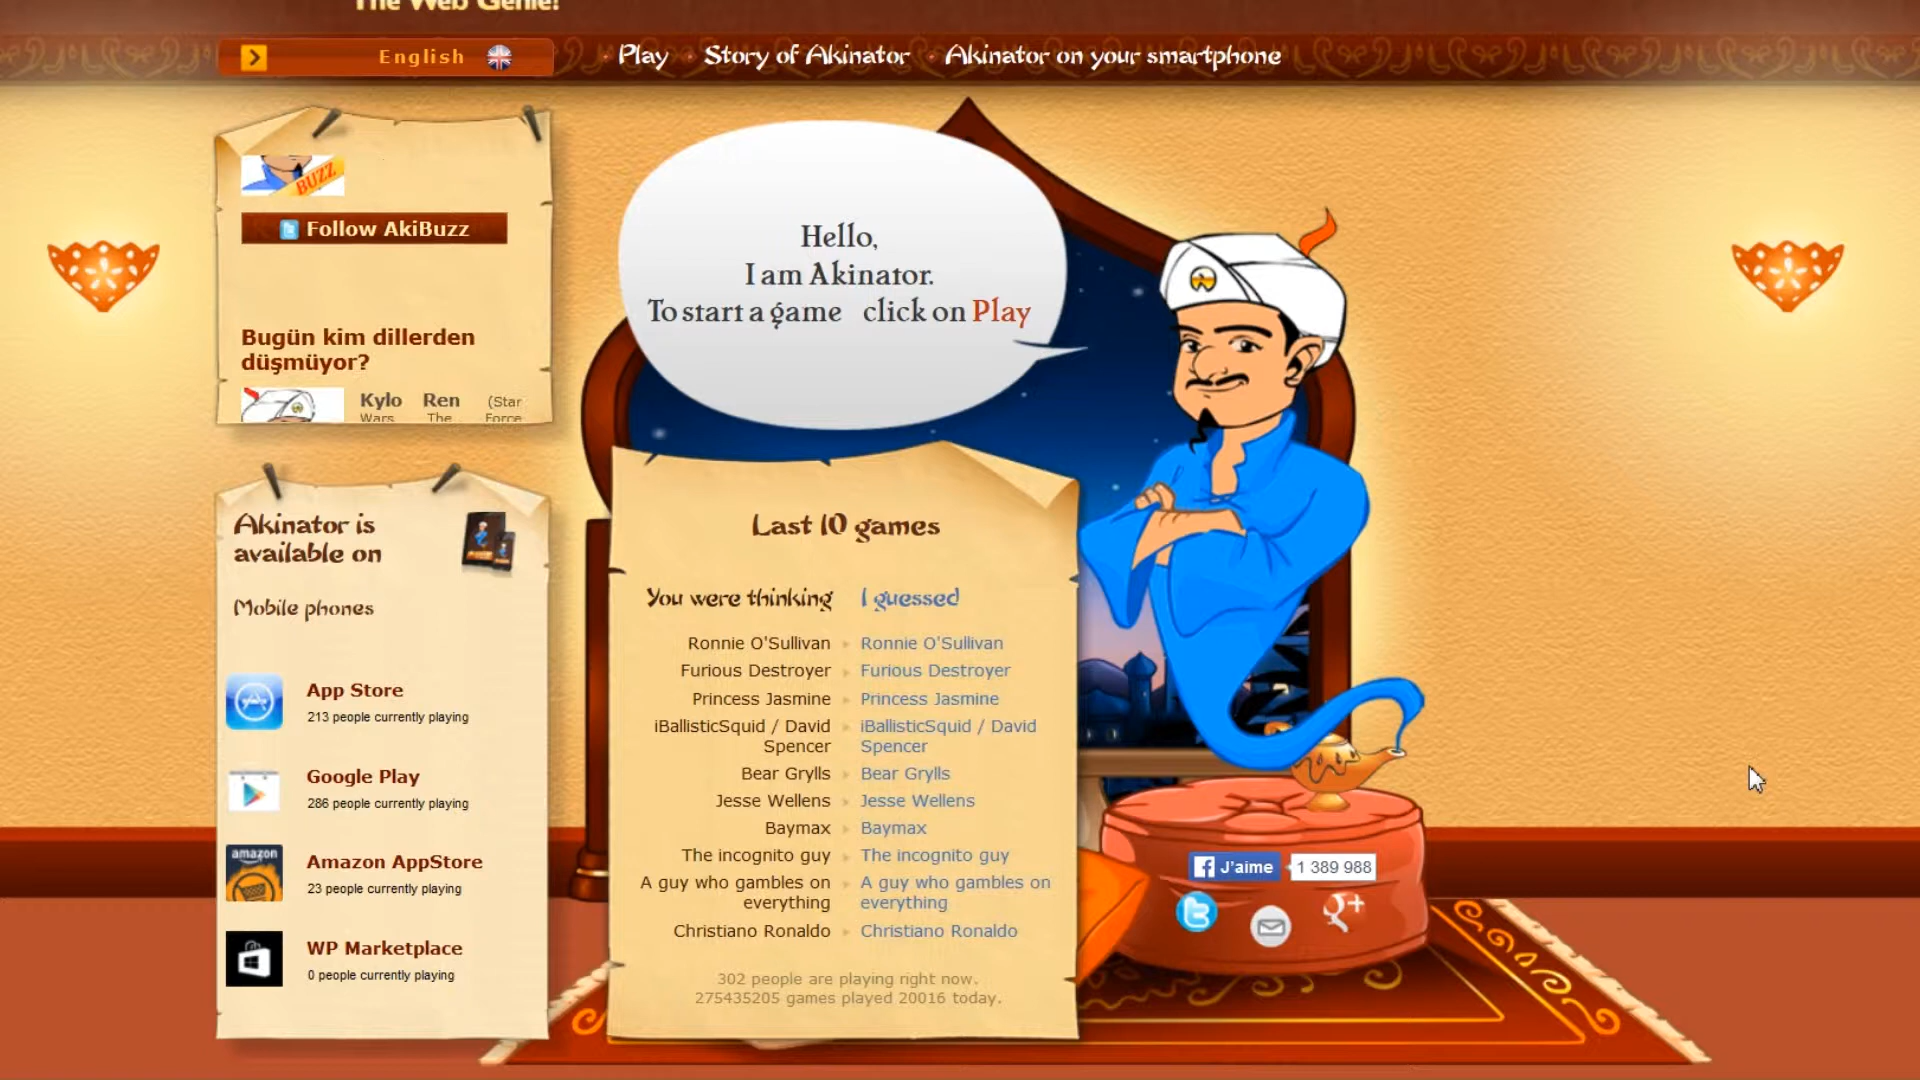 The Web Genie!
English
Play
Story of Akinator
Akinator on your smartphone
BUZZ
Follow AkiBuzz
Bugün kim dillerden
düşmüyor?
Kylo Ren (Star
Wars The Force
Akinator is
available on
Mobile phones
App Store
213 people currently playing
Google Play
286 people currently playing
amazon
Amazon AppStore
23 people currently playing
WP Marketplace
0 people currently playing
Hello,
I am Akinator.
To start a game click on Play
Last 10 games
You were thinking I guessed
Ronnie O'Sullivan Ronnie O'Sullivan
Furious Destroyer Furious Destroyer
Princess Jasmine Princess Jasmine
iBallisticSquid / David iBallisticSquid / David
Spencer Spencer
Bear Grylls Bear Grylls
Jesse Wellens Jesse Wellens
Baymax Baymax
The incognito guy The incognito guy
A guy who gambles on A guy who gambles on
everything everything
Christiano Ronaldo Christiano Ronaldo
302 people are playing right now.
275435205 games played 20016 today.
J'aime 1 389 988
g+